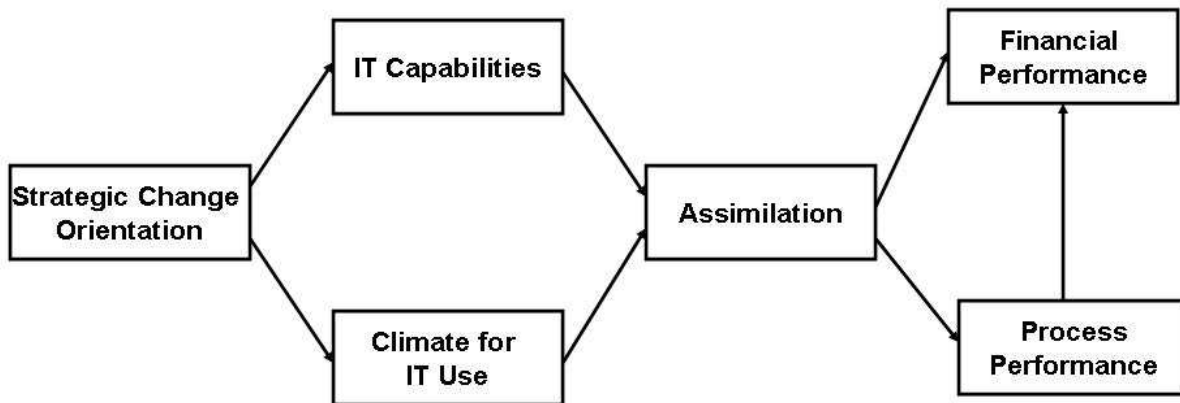 IT Capabilities
Financial
Performance
Strategic Change
Orientation
Assimilation
Climate for
IT Use
Process
Performance